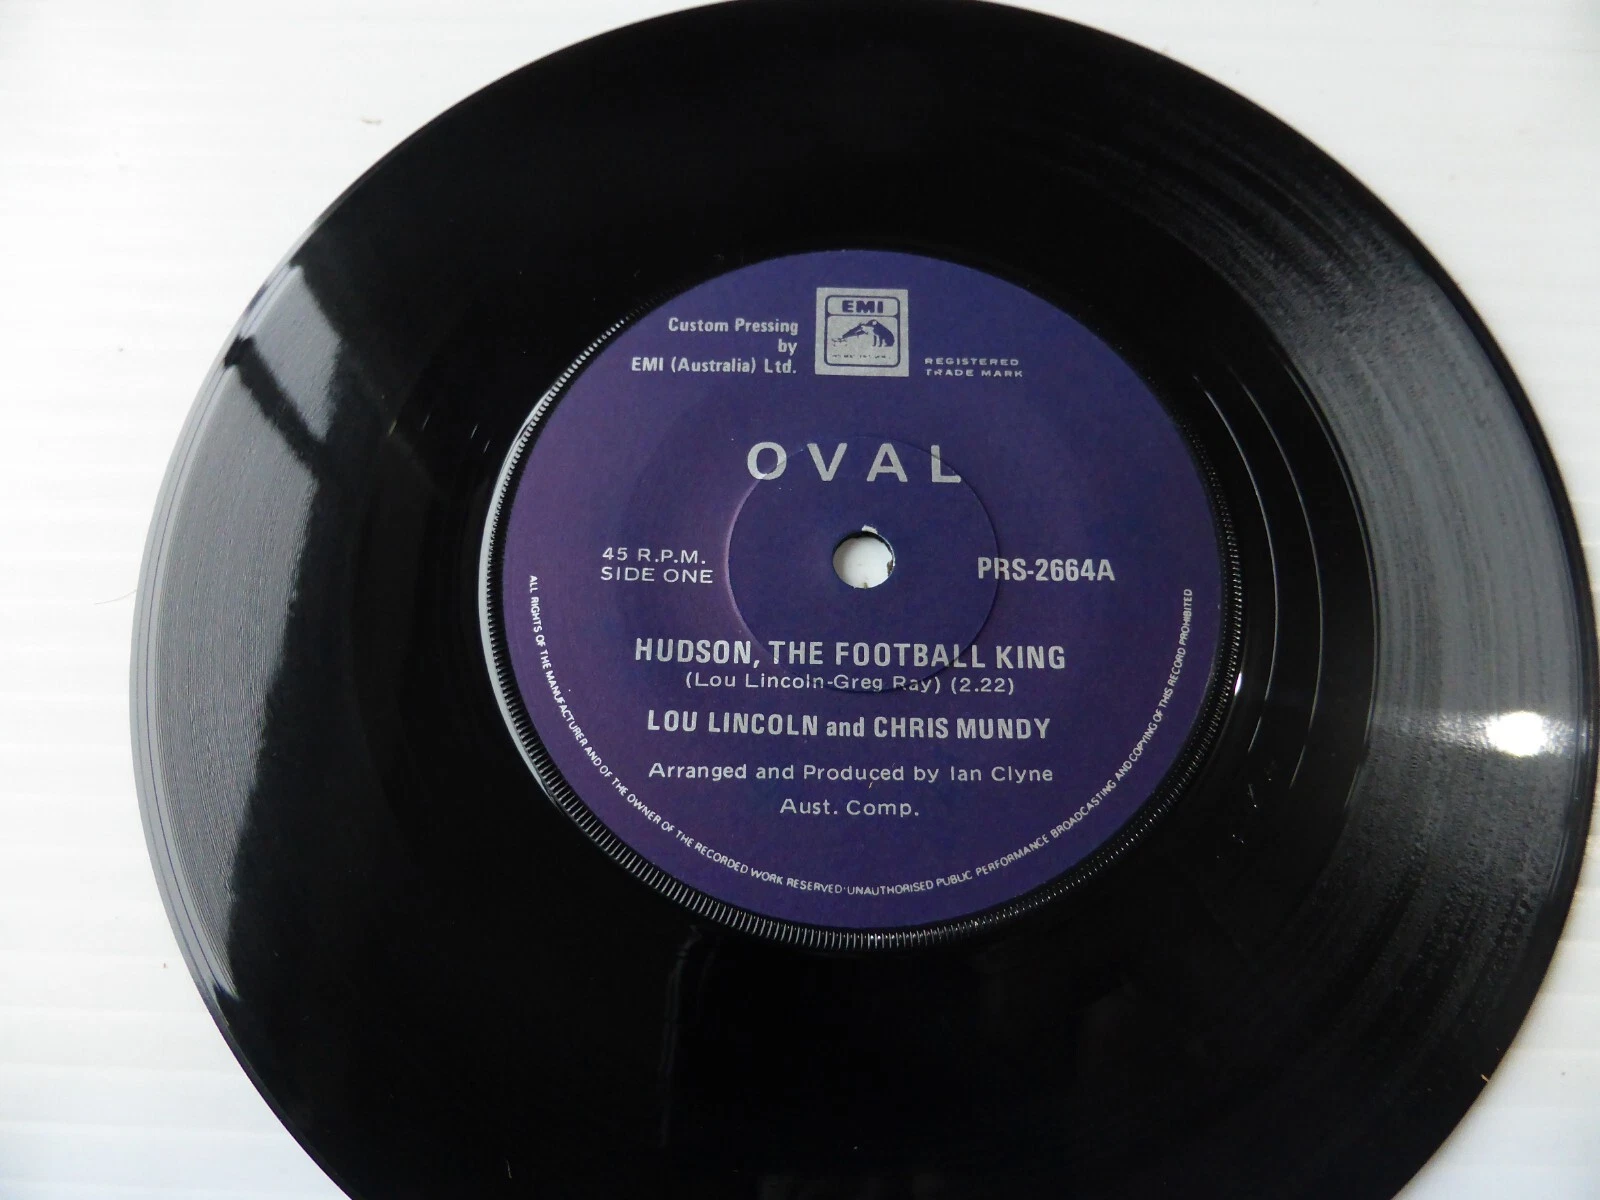 Custom Pressing
by
EMI (Australia) Ltd.
EMI
REGISTERED
TRADE MARK
OVAL
45 R.P.M.
SIDE ONE
PRS-2664A
HUDSON, THE FOOTBALL KING
(Lou Lincoln-Greg Ray) (2.22)
LOU LINCOLN and CHRIS MUNDY
Arranged and Produced by Ian Clyne
Aust. Comp.
ALL RIGHTS OF THE MANUFACTURER AND OF THE OWNER OF THE RECORDED WORK RESERVED·UNAUTHORISED PUBLIC PERFORMANCE BROADCASTING AND COPYING OF THIS RECORD PROHIBITED